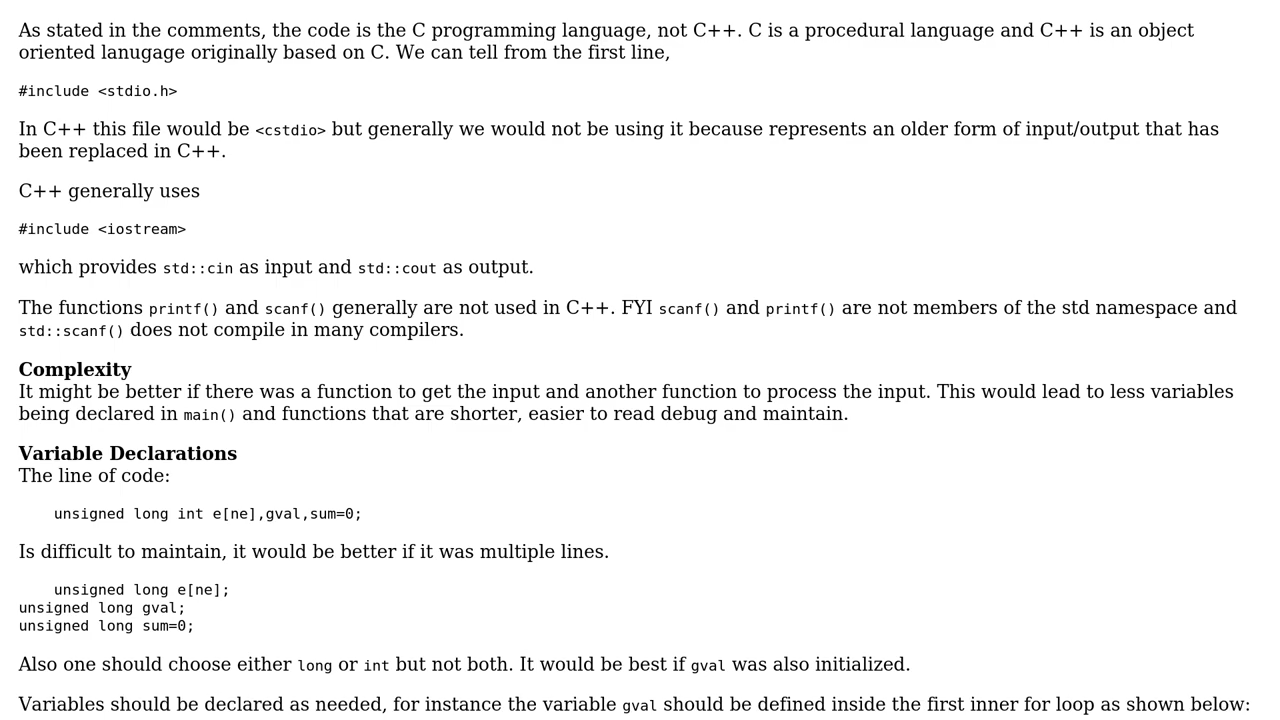 As stated in the comments, the code is the C programming language, not C++. C is a procedural language and C++ is an object
oriented lanugage originally based on C. We can tell from the first line,
#include <stdio.h>
In C++ this file would be <cstdio> but generally we would not be using it because represents an older form of input/output that has
been replaced in C++.
C++ generally uses
#include <iostream>
which provides std::cin as input and std::cout as output.
The functions printf() and scanf() generally are not used in C++. FYI scanf() and printf() are not members of the std namespace and
std::scanf() does not compile in many compilers.
Complexity
It might be better if there was a function to get the input and another function to process the input. This would lead to less variables
being declared in main() and functions that are shorter, easier to read debug and maintain.
Variable Declarations
The line of code:
    unsigned long int e[ne],gval,sum=0;
Is difficult to maintain, it would be better if it was multiple lines.
    unsigned long e[ne];
unsigned long gval;
unsigned long sum=0;
Also one should choose either long or int but not both. It would be best if gval was also initialized.
Variables should be declared as needed, for instance the variable gval should be defined inside the first inner for loop as shown below: